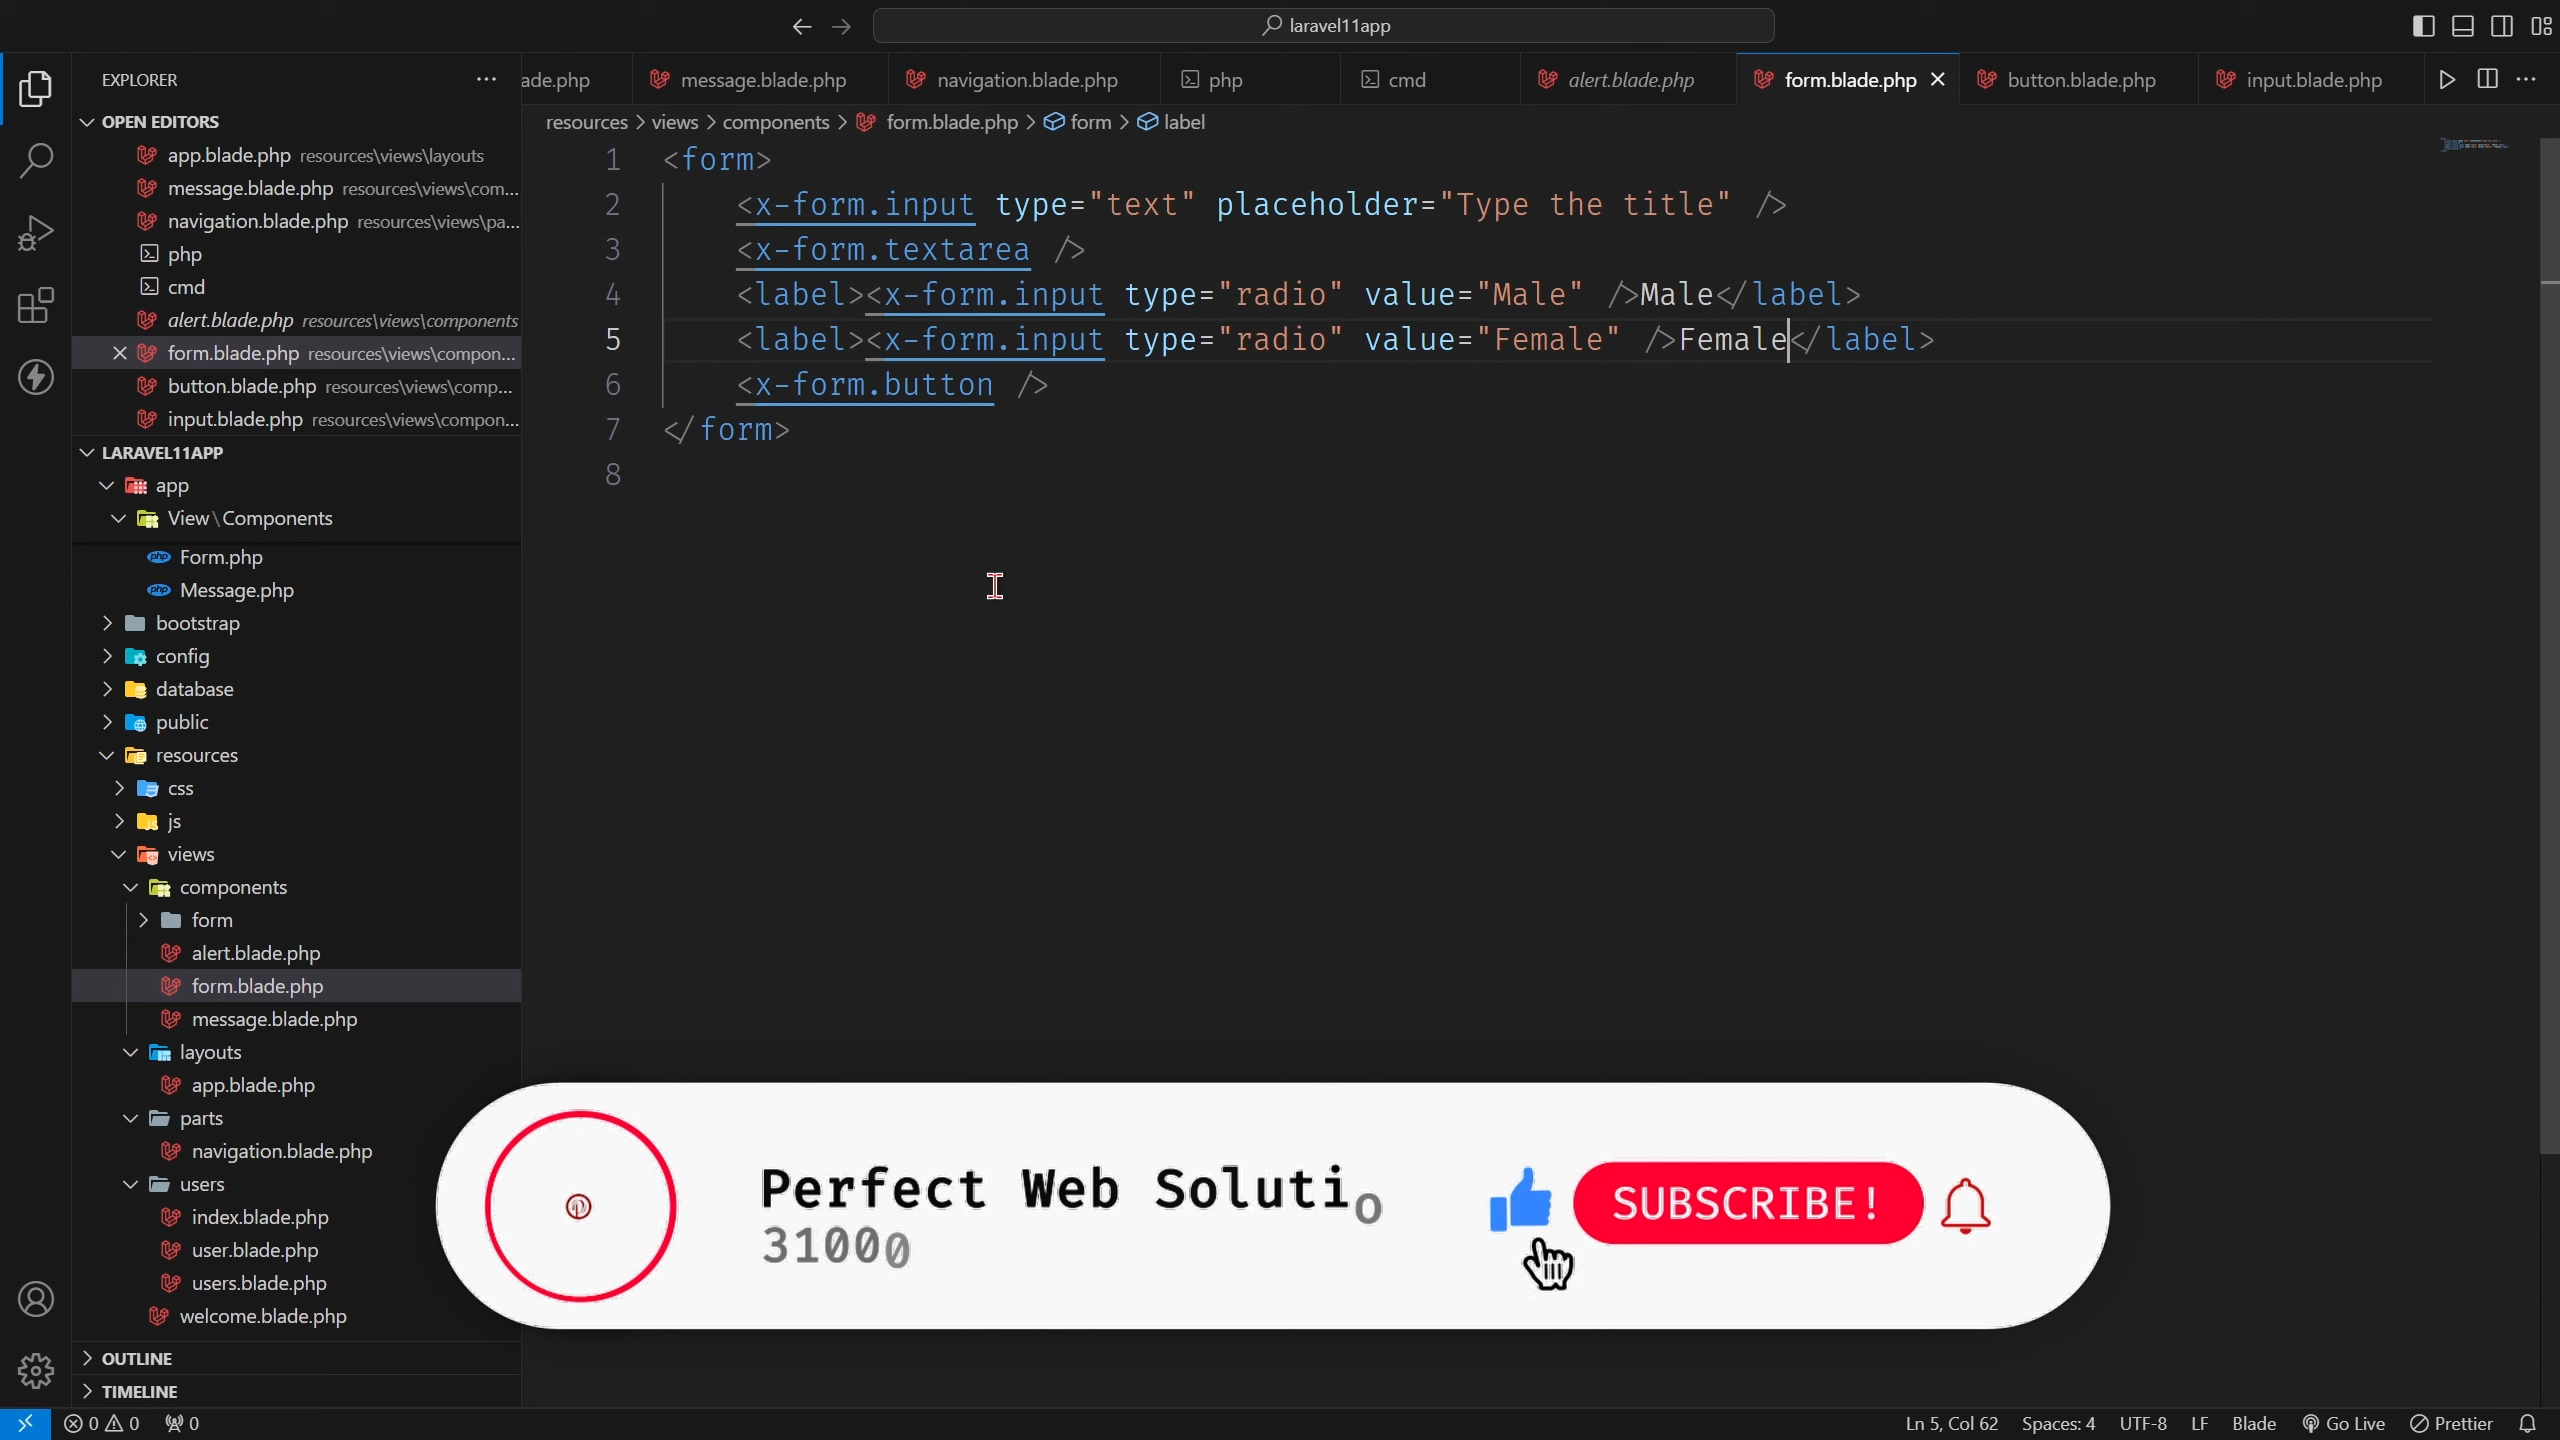 laravel11app
EXPLORER
ade.php
message.blade.php
navigation.blade.php
php
cmd
alert.blade.php
form.blade.php
button.blade.php
input.blade.php
resources > views > components > form.blade.php > form > label
OPEN EDITORS
app.blade.php resources\views\layouts
message.blade.php resources\views\com...
navigation.blade.php resources\views\pa...
php
cmd
alert.blade.php resources\views\components
form.blade.php resources\views\compon...
button.blade.php resources\views\comp...
input.blade.php resources\views\compon...
LARAVEL11APP
app
View\Components
Form.php
Message.php
bootstrap
config
database
public
resources
css
js
views
components
form
alert.blade.php
form.blade.php
message.blade.php
layouts
app.blade.php
parts
navigation.blade.php
users
index.blade.php
user.blade.php
users.blade.php
welcome.blade.php
OUTLINE
TIMELINE
1 <form>
2 <x-form.input type="text" placeholder="Type the title" />
3 <x-form.textarea />
4 <label><x-form.input type="radio" value="Male" />Male</label>
5 <label><x-form.input type="radio" value="Female" />Female</label>
6 <x-form.button />
7 </form>
8
Perfect Web Solutio
31000
SUBSCRIBE!
0 0 0
Ln 5, Col 62 Spaces: 4 UTF-8 LF Blade Go Live Prettier